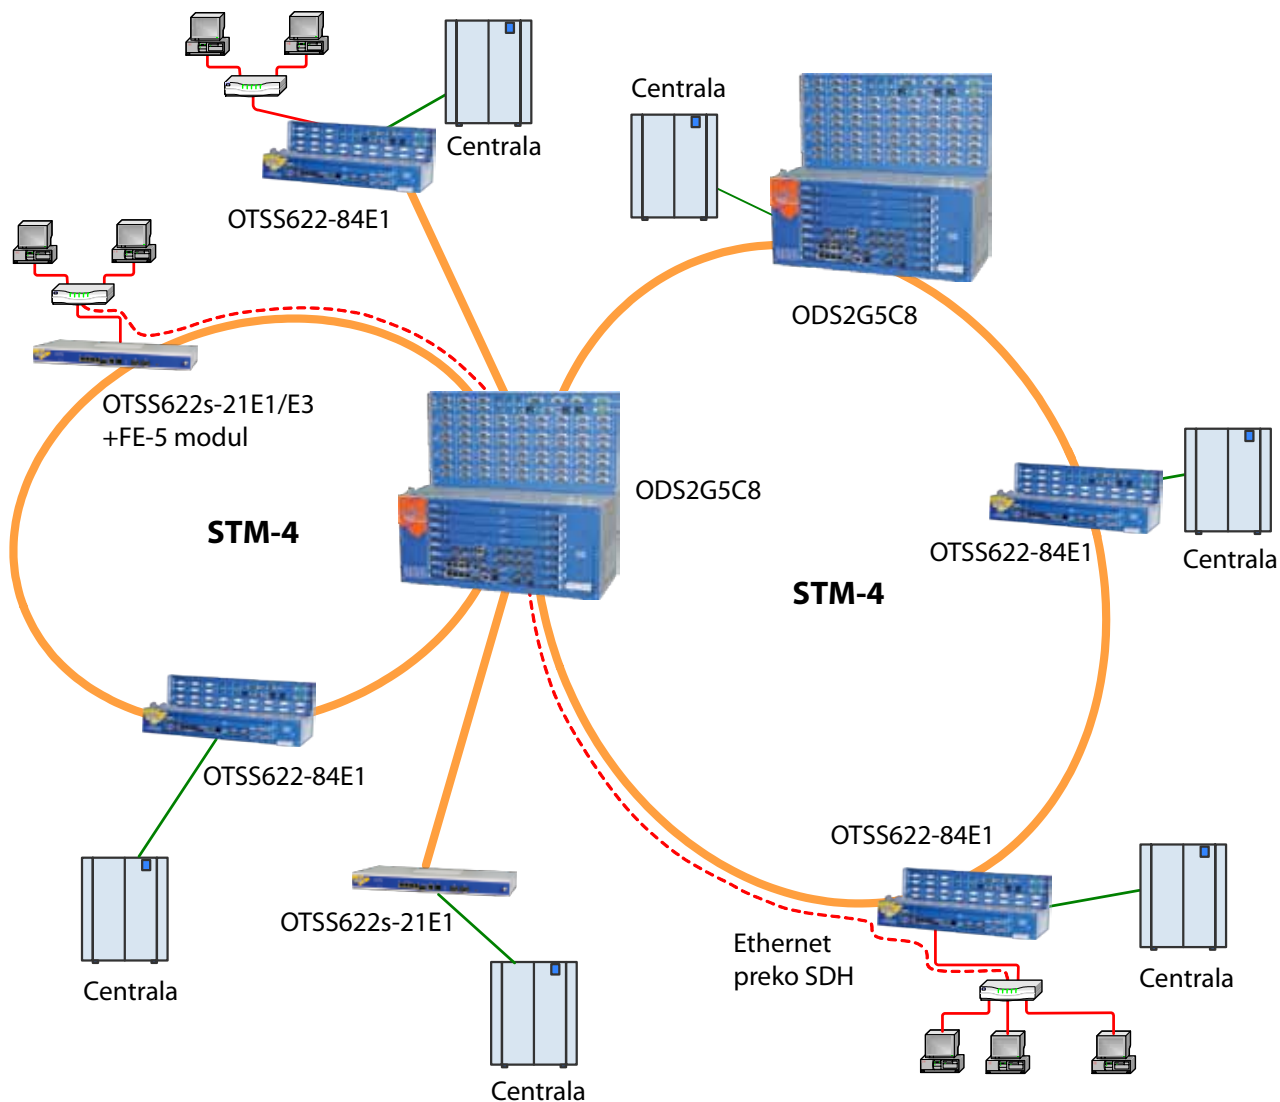 Centrala
Centrala
OTSS622-84E1
ODS2G5C8
OTSS622s-21E1/E3
+FE-5 modul
ODS2G5C8
STM-4
OTSS622-84E1
Centrala
STM-4
OTSS622-84E1
OTSS622-84E1
OTSS622s-21E1
Ethernet
preko SDH
Centrala
Centrala
Centrala